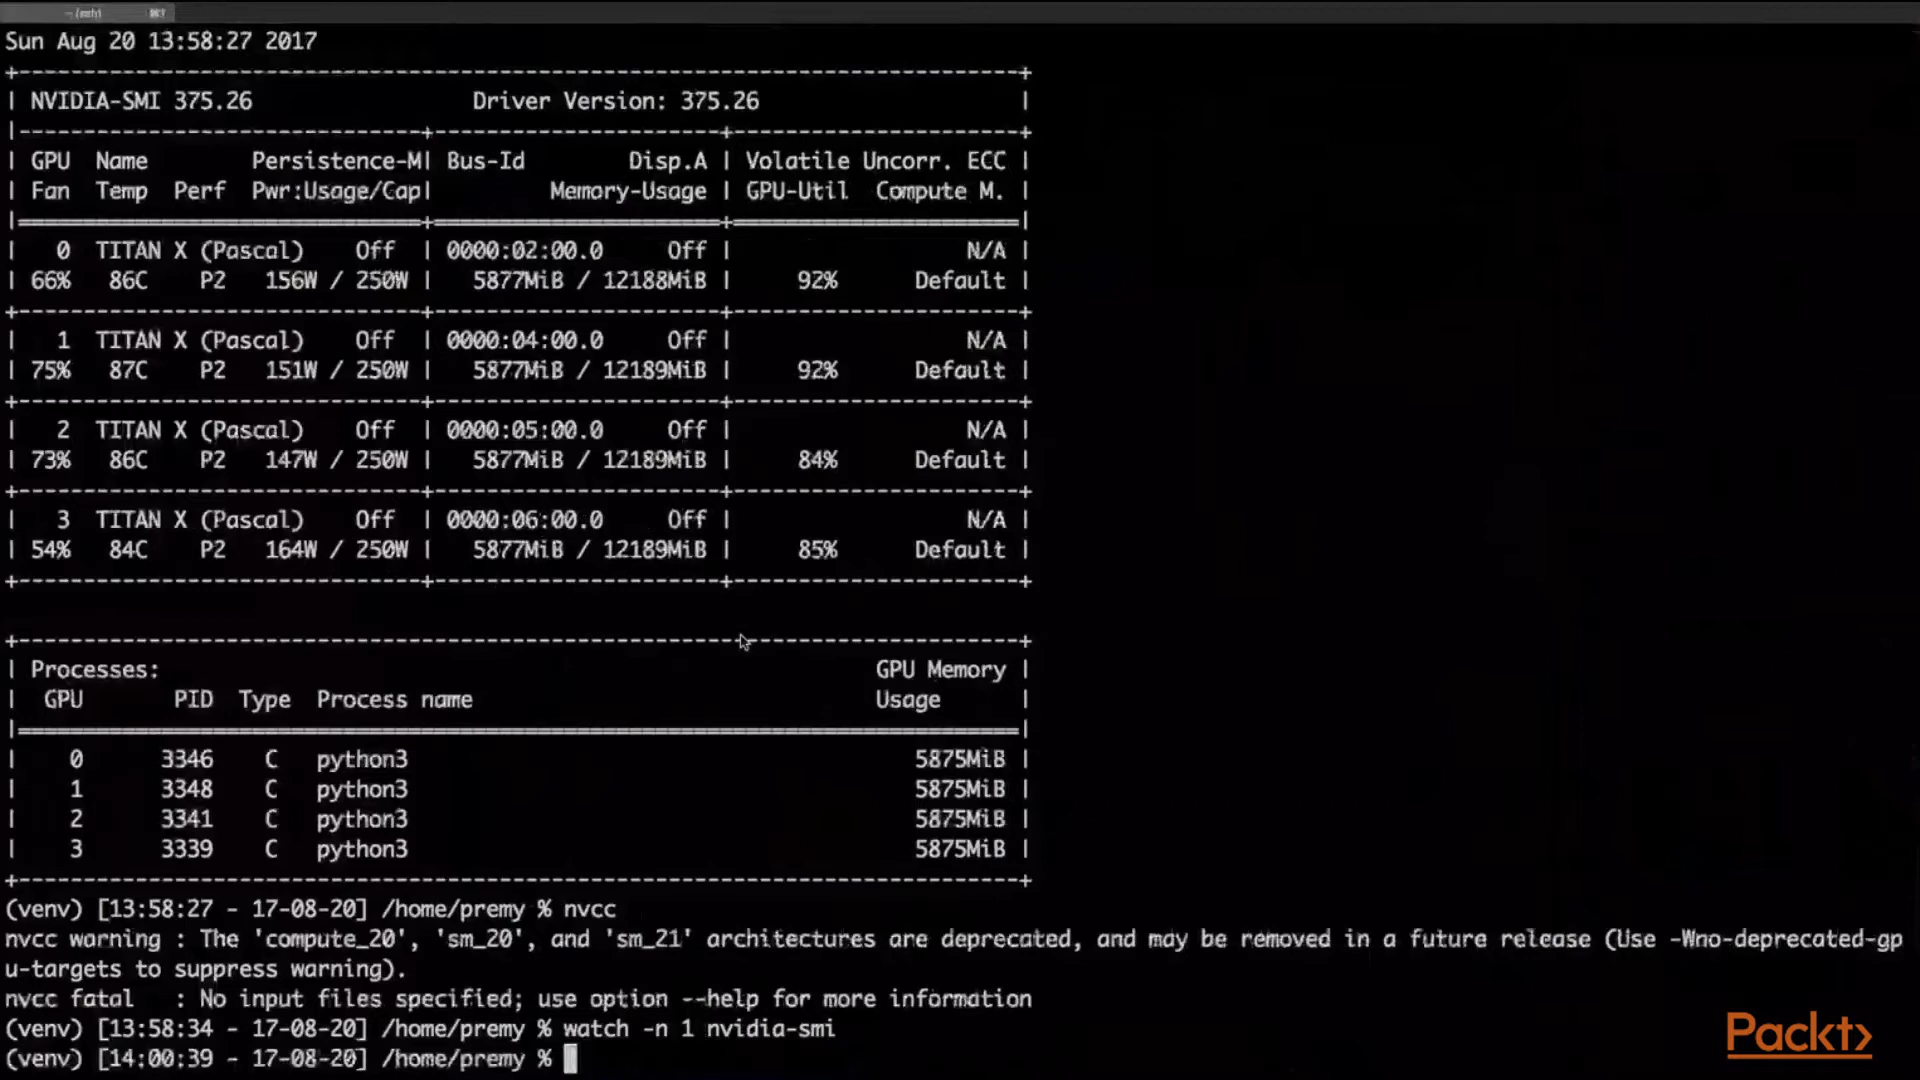 Sun Aug 20 13:58:27 2017
+-----------------------------------------------------------------------------+
| NVIDIA-SMI 375.26                 Driver Version: 375.26                    |
|-------------------------------+----------------------+----------------------+
| GPU  Name        Persistence-M| Bus-Id        Disp.A | Volatile Uncorr. ECC |
| Fan  Temp  Perf  Pwr:Usage/Cap|         Memory-Usage | GPU-Util  Compute M. |
|===============================+======================+======================|
|   0  TITAN X (Pascal)    Off  | 0000:02:00.0     Off |                  N/A |
| 66%   86C    P2   156W / 250W |   5877MiB / 12188MiB |     92%      Default |
+-------------------------------+----------------------+----------------------+
|   1  TITAN X (Pascal)    Off  | 0000:04:00.0     Off |                  N/A |
| 75%   87C    P2   151W / 250W |   5877MiB / 12189MiB |     92%      Default |
+-------------------------------+----------------------+----------------------+
|   2  TITAN X (Pascal)    Off  | 0000:05:00.0     Off |                  N/A |
| 73%   86C    P2   147W / 250W |   5877MiB / 12189MiB |     84%      Default |
+-------------------------------+----------------------+----------------------+
|   3  TITAN X (Pascal)    Off  | 0000:06:00.0     Off |                  N/A |
| 54%   84C    P2   164W / 250W |   5877MiB / 12189MiB |     85%      Default |
+-------------------------------+----------------------+----------------------+
+-----------------------------------------------------------------------------+
| Processes:                                                       GPU Memory |
|  GPU       PID  Type  Process name                               Usage      |
|=============================================================================|
|    0      3346    C   python3                                       5875MiB |
|    1      3348    C   python3                                       5875MiB |
|    2      3341    C   python3                                       5875MiB |
|    3      3339    C   python3                                       5875MiB |
+-----------------------------------------------------------------------------+
(venv) [13:58:27 - 17-08-20] /home/premy % nvcc
nvcc warning : The 'compute_20', 'sm_20', and 'sm_21' architectures are deprecated, and may be removed in a future release (Use -Wno-deprecated-gp
u-targets to suppress warning).
nvcc fatal   : No input files specified; use option --help for more information
(venv) [13:58:34 - 17-08-20] /home/premy % watch -n 1 nvidia-smi
(venv) [14:00:39 - 17-08-20] /home/premy %
Packt>